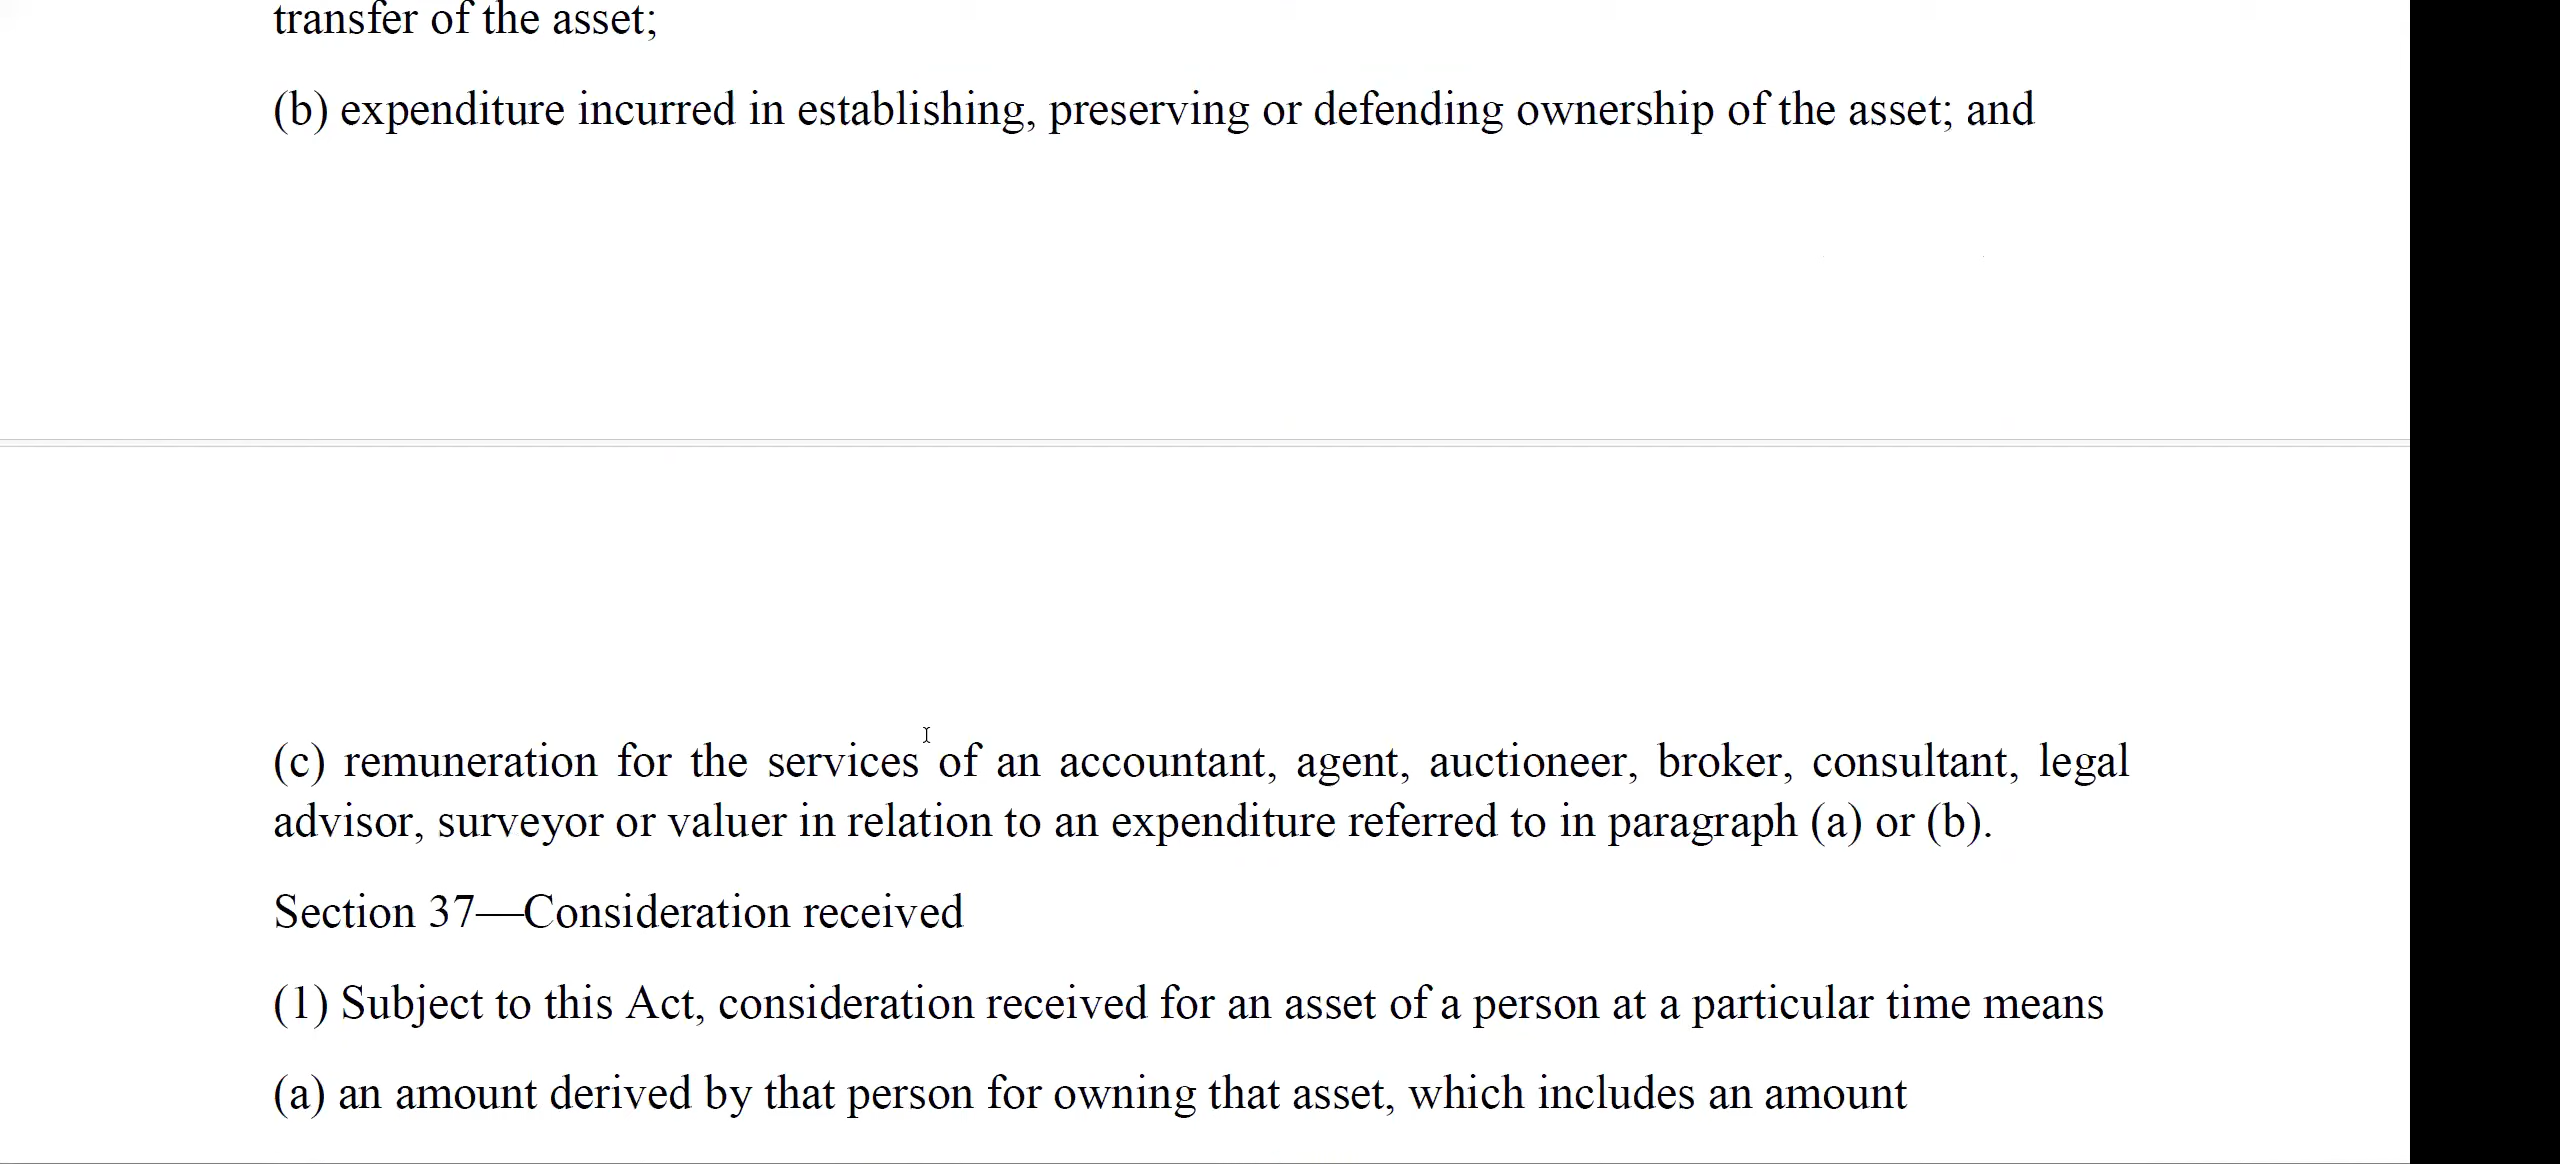 transfer of the asset;
(b) expenditure incurred in establishing, preserving or defending ownership of the asset; and
(c) remuneration for the services of an accountant, agent, auctioneer, broker, consultant, legal
advisor, surveyor or valuer in relation to an expenditure referred to in paragraph (a) or (b).
Section 37—Consideration received
(1) Subject to this Act, consideration received for an asset of a person at a particular time means
(a) an amount derived by that person for owning that asset, which includes an amount